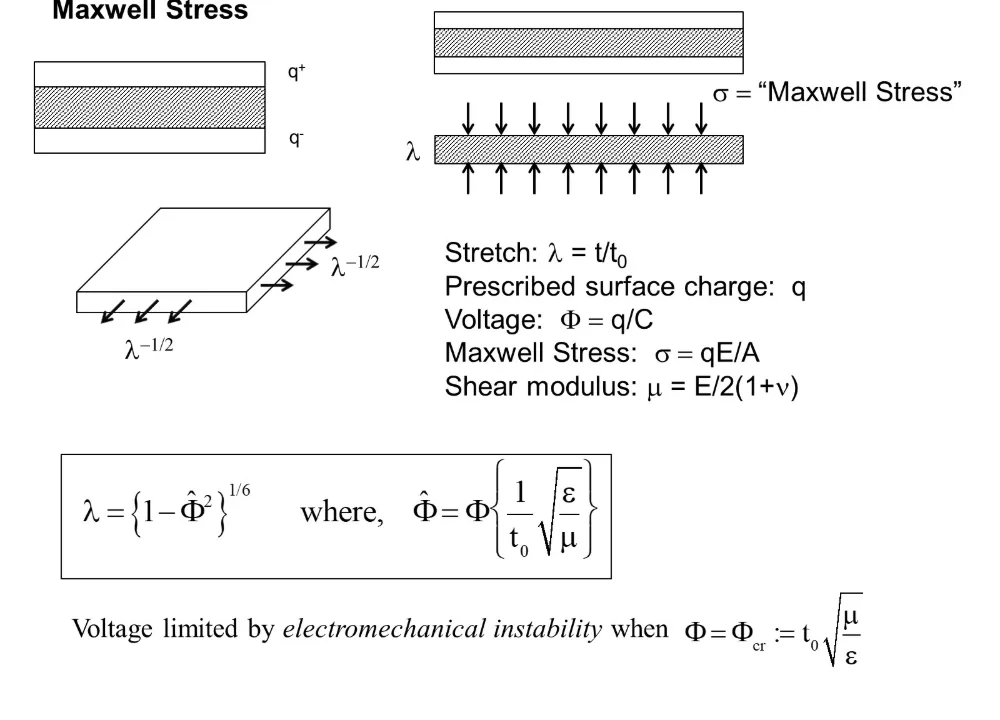 Maxwell Stress
q⁺
q⁻
σ = “Maxwell Stress”
λ
λ⁻¹/²
λ⁻¹/²
Stretch: λ = t/t₀
Prescribed surface charge: q
Voltage: Φ = q/C
Maxwell Stress: σ = qE/A
Shear modulus: μ = E/2(1+ν)
λ = {1 − Φ̂²}^1/6 where, Φ̂ = Φ{1/t₀ √(ε/μ)}
Voltage limited by electromechanical instability when Φ = Φcr := t₀ √(μ/ε)